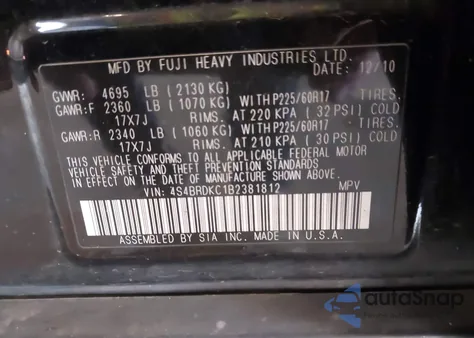 MFD BY FUJI HEAVY INDUSTRIES LTD.
DATE: 12/10
GVWR: 4695 LB (2130 KG)
GAWR:F 2360 LB (1070 KG) WITH P225/60R17 TIRES.
17X7J RIMS. AT 220 KPA (32 PSI) COLD
GAWR:R 2340 LB (1060 KG) WITH P225/60R17 TIRES.
17X7J RIMS. AT 210 KPA (30 PSI) COLD
THIS VEHICLE CONFORMS TO ALL APPLICABLE FEDERAL MOTOR
VEHICLE SAFETY AND THEFT PREVENTION STANDARDS
IN EFFECT ON THE DATE OF MANUFACTURE SHOWN ABOVE.
VIN: 4S4BRDKC1B2381812 MPV
ASSEMBLED BY SIA INC. MADE IN U.S.A.
autoSnap